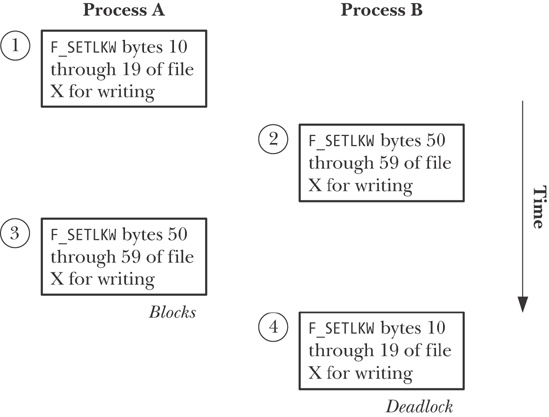 Process A
Process B
1
F_SETLKW bytes 10
through 19 of file
X for writing
2
F_SETLKW bytes 50
through 59 of file
X for writing
Time
3
F_SETLKW bytes 50
through 59 of file
X for writing
Blocks
4
F_SETLKW bytes 10
through 19 of file
X for writing
Deadlock